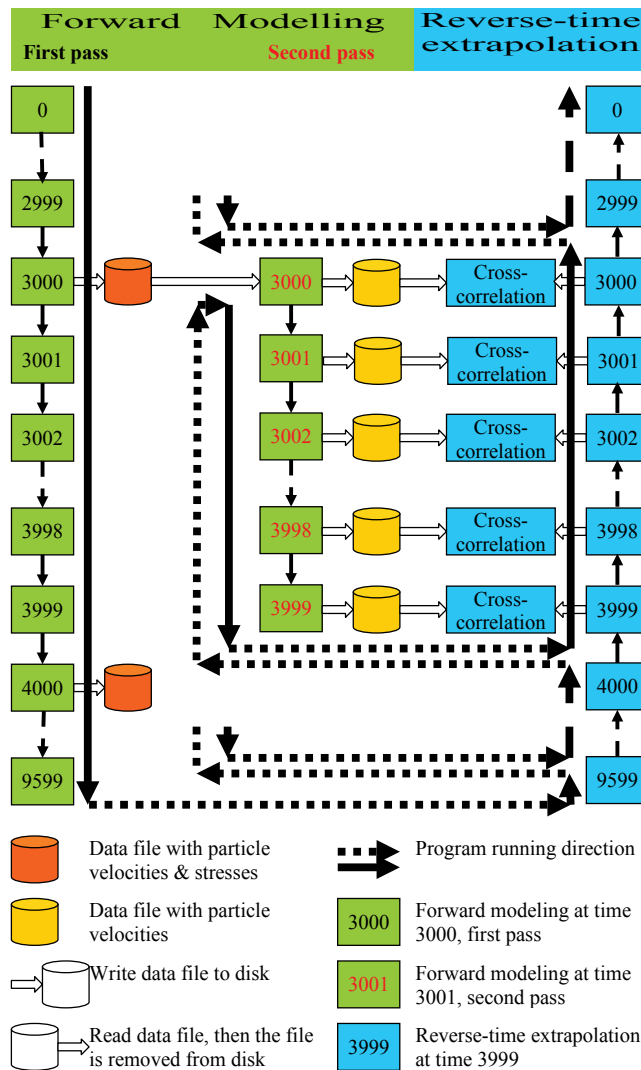 Forward Modelling Reverse-time
extrapolation
First pass Second pass
0 0
2999 2999
3000 3000 Cross-
correlation 3000
3001 3001 Cross-
correlation 3001
3002 3002 Cross-
correlation 3002
3998 3998 Cross-
correlation 3998
3999 3999 Cross-
correlation 3999
4000 4000
9599 9599
Data file with particle
velocities & stresses
Program running direction
Data file with particle
velocities
3000 Forward modeling at time
3000, first pass
Write data file to disk
3001 Forward modeling at time
3001, second pass
Read data file, then the file
is removed from disk
3999 Reverse-time extrapolation
at time 3999